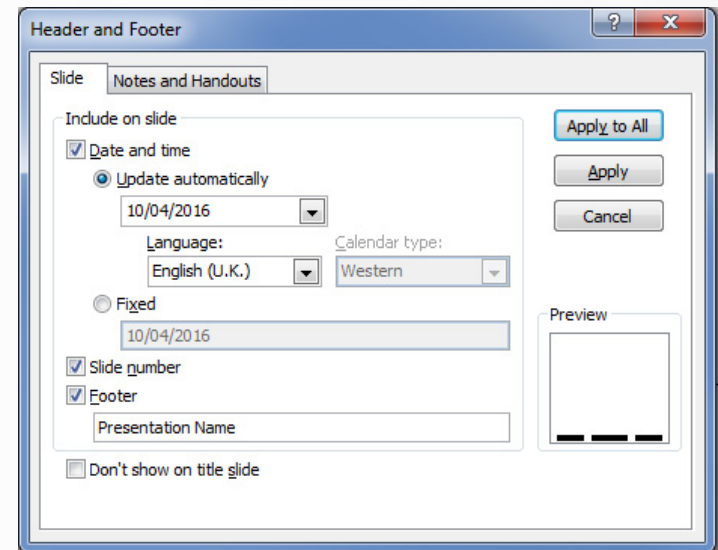 Header and Footer
Slide
Notes and Handouts
Include on slide
Date and time
Update automatically
10/04/2016
Language:
Calendar type:
English (U.K.)
Western
Fixed
10/04/2016
Slide number
Footer
Presentation Name
Don't show on title slide
Apply to All
Apply
Cancel
Preview